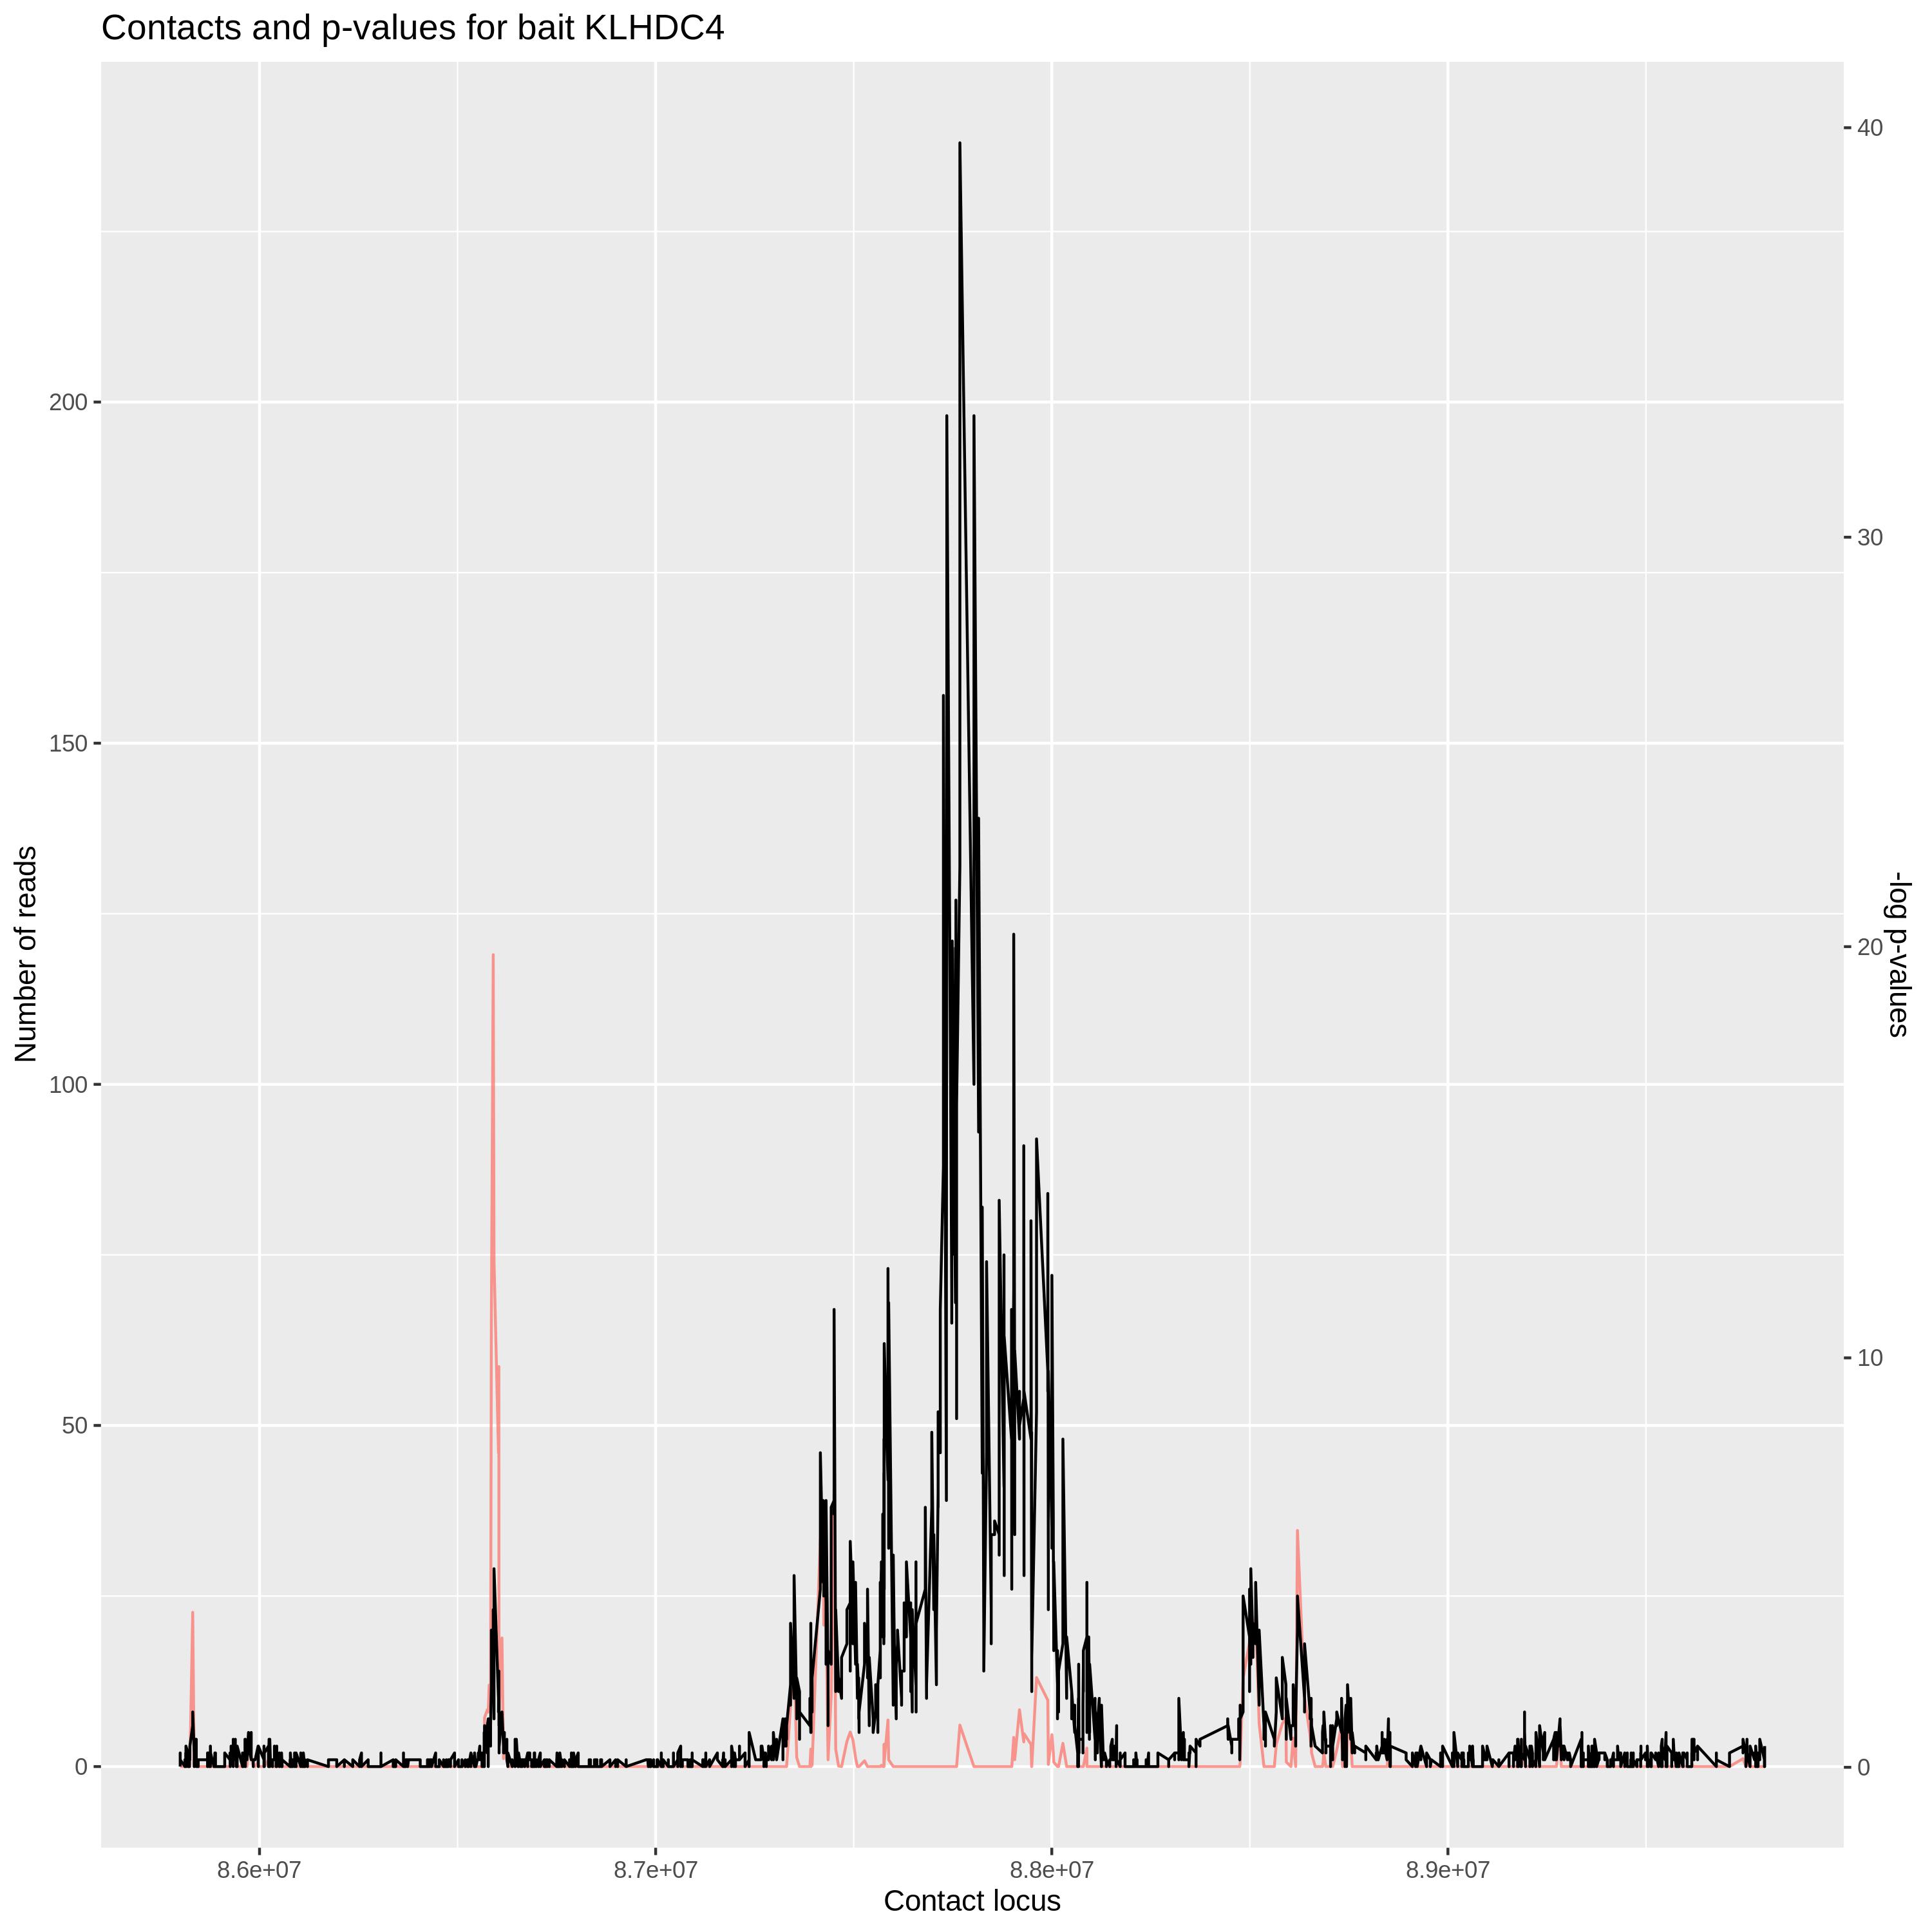 Contacts and p-values for bait KLHDC4
Number of reads
200
150
100
50
0
40
30
20
10
0
-log p-values
8.6e+07 8.7e+07 8.8e+07 8.9e+07
Contact locus